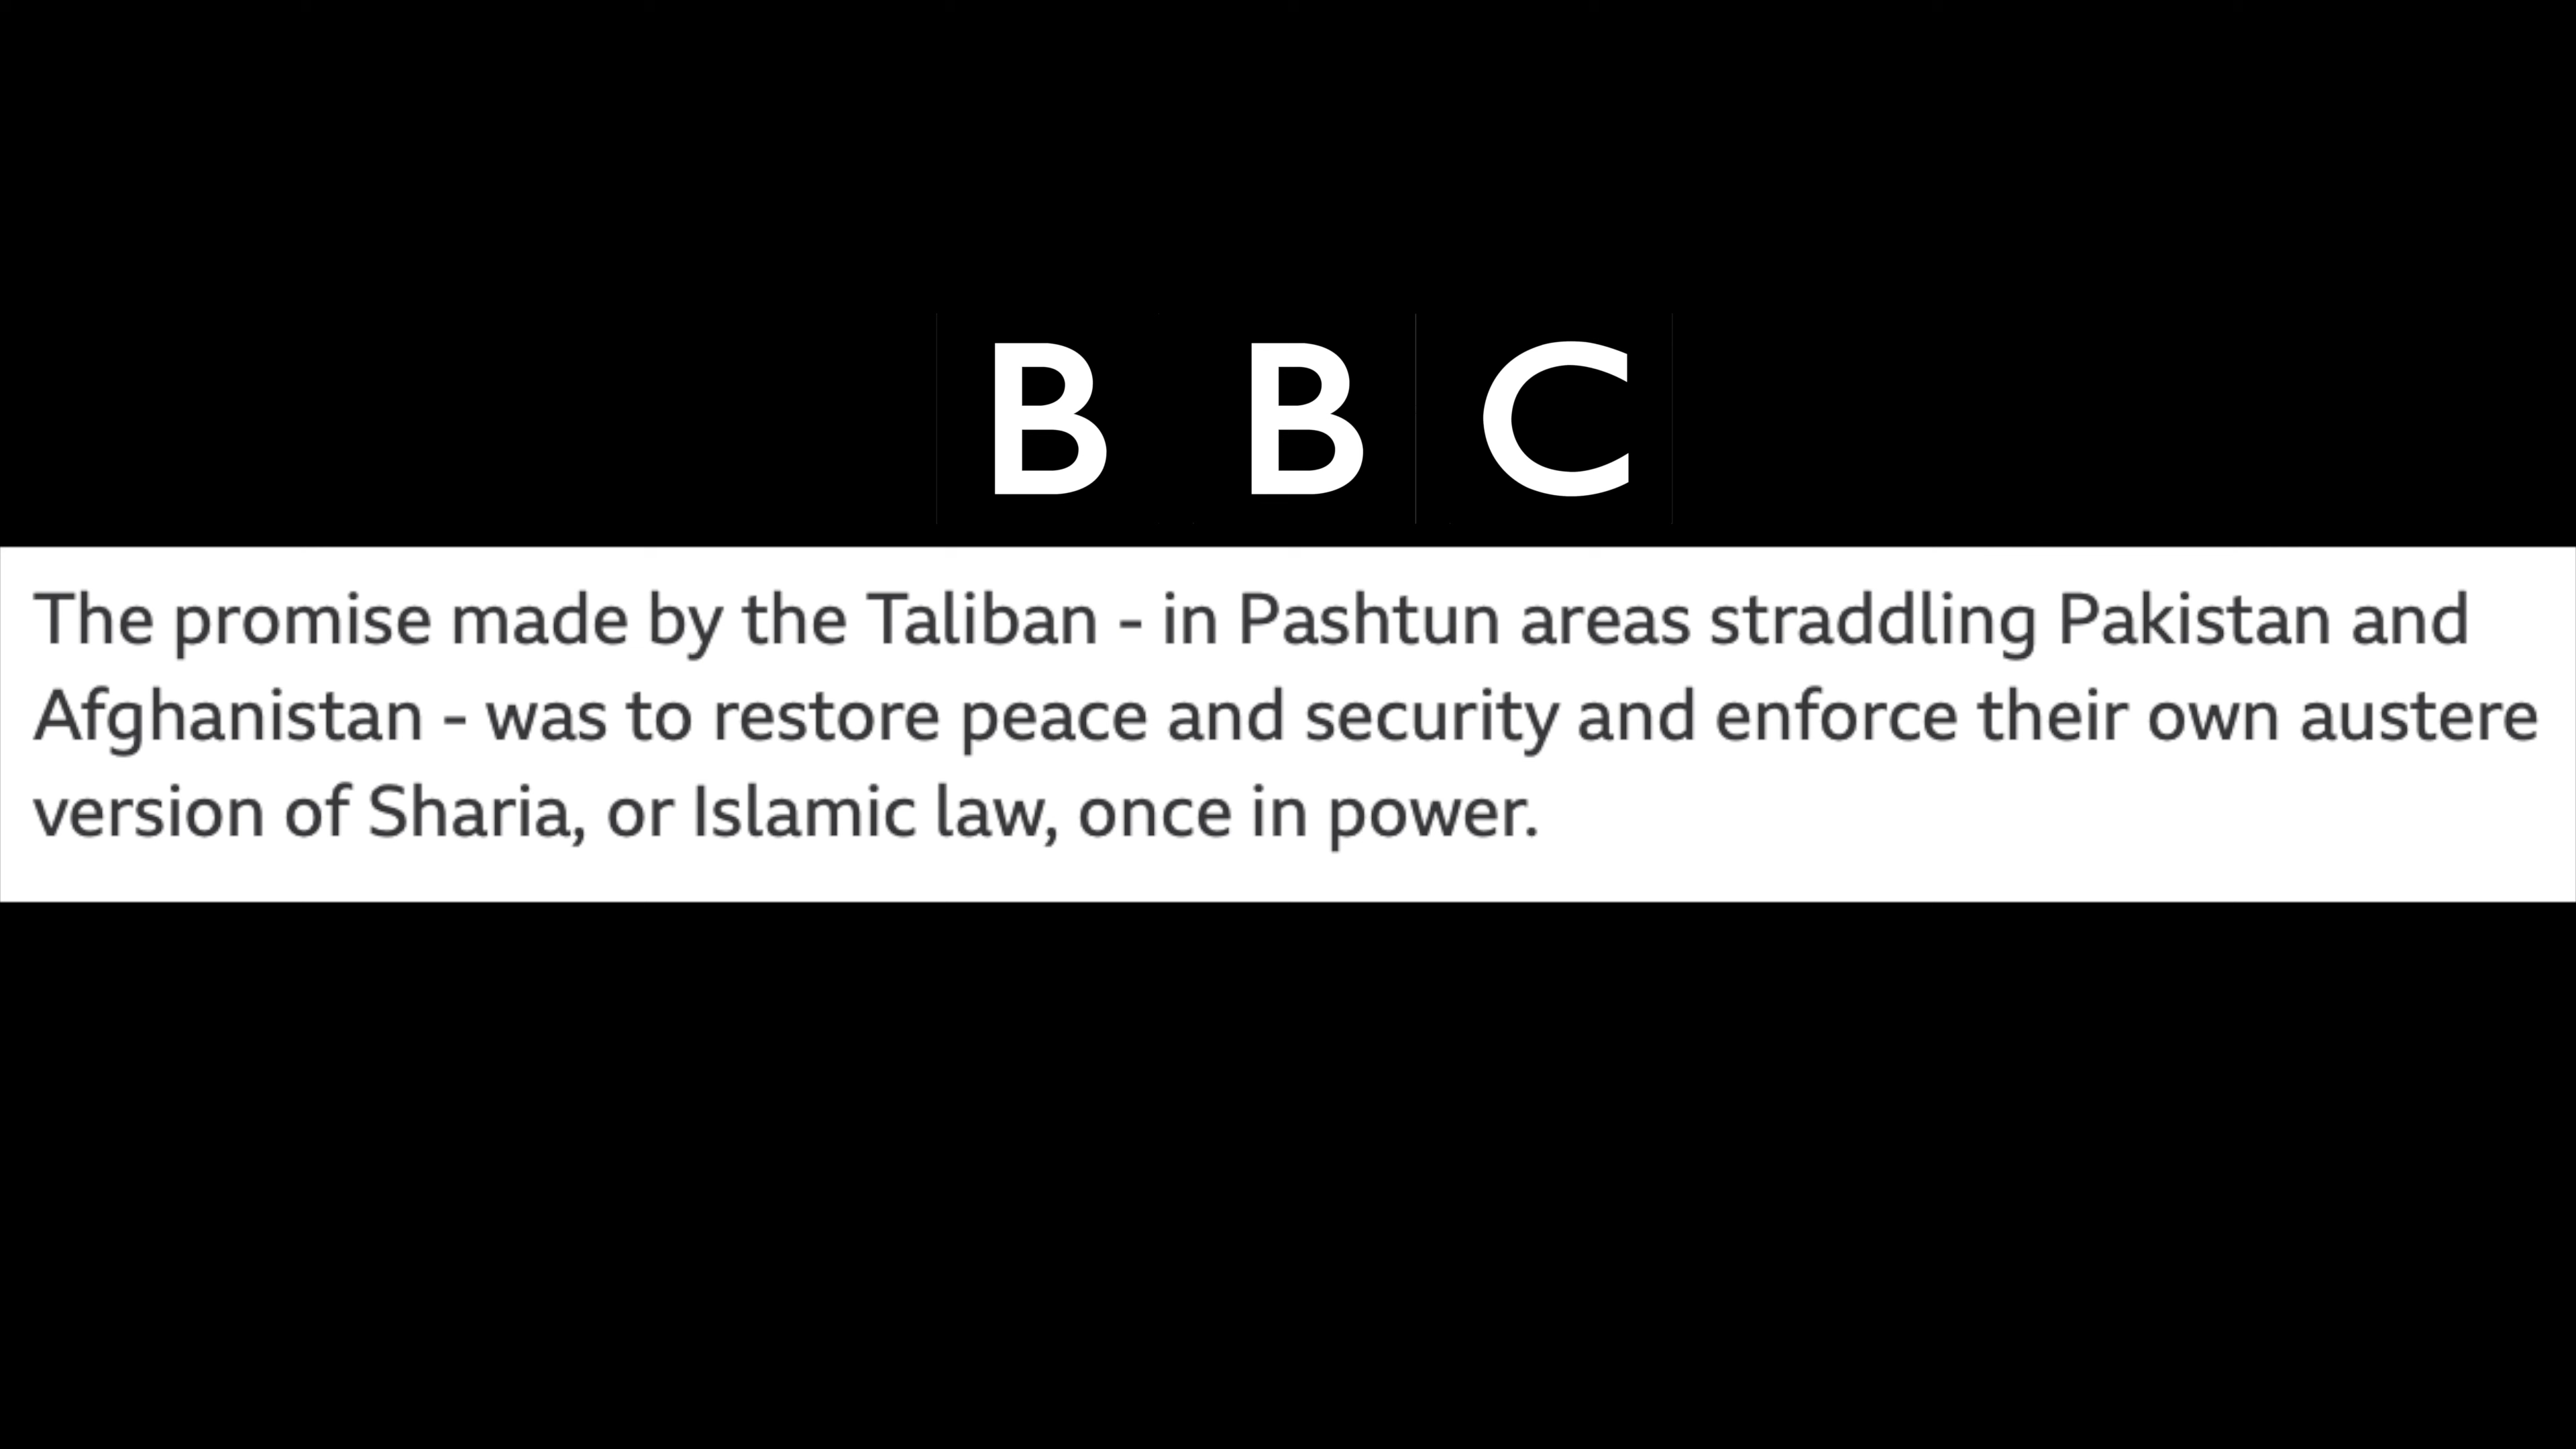 BBC
The promise made by the Taliban - in Pashtun areas straddling Pakistan and
Afghanistan - was to restore peace and security and enforce their own austere
version of Sharia, or Islamic law, once in power.